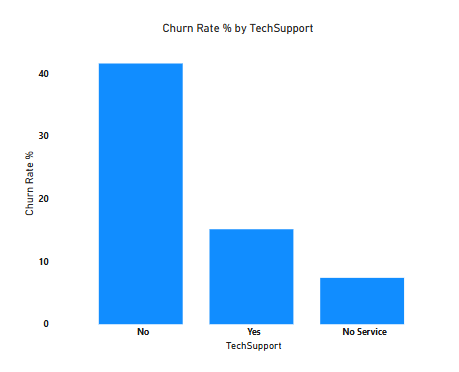 Churn Rate % by TechSupport
Churn Rate %
40
30
20
10
0
No Yes No Service
TechSupport